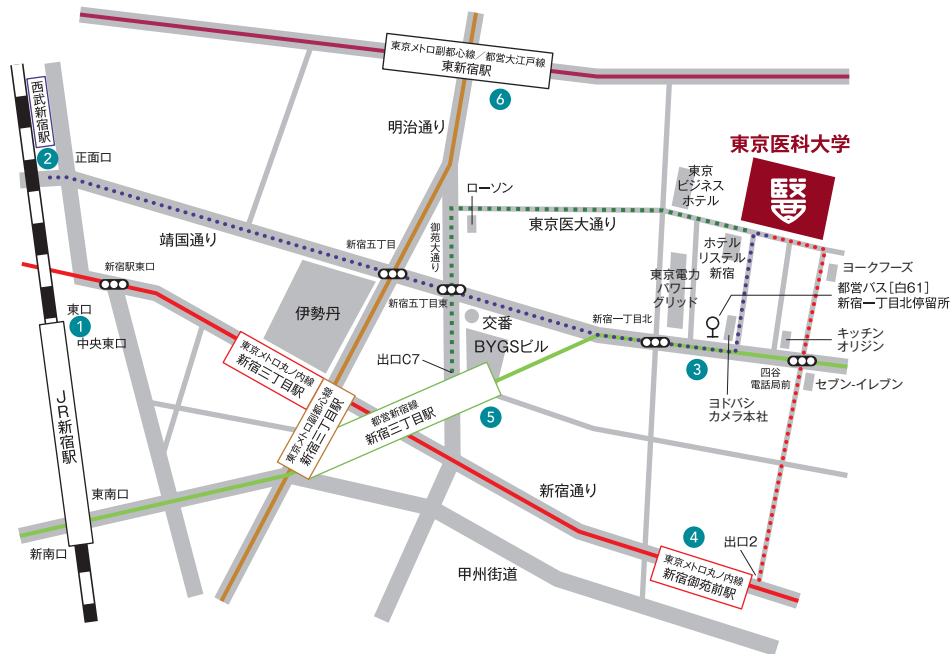 東京メトロ副都心線／都営大江戸線
東新宿駅
6
西武新宿駅
2
正面口
明治通り
東京医科大学
医
東京
ビジネス
ホテル
ローソン
東京医大通り
御苑大通り
靖国通り
新宿五丁目
ホテル
リステル
新宿
ヨークフーズ
新宿駅東口
東京電力
パワー
グリッド
都営バス［白61］
新宿一丁目北停留所
新宿五丁目東
東口
1
中央東口
伊勢丹
交番
BYGSビル
新宿一丁目北
キッチン
オリジン
出口C7
3
四谷
電話局前
セブン-イレブン
ヨドバシ
カメラ本社
東京メトロ丸ノ内線
新宿三丁目駅
東京メトロ副都心線
新宿三丁目駅
都営新宿線
新宿三丁目駅
5
JR新宿駅
東南口
新宿通り
新南口
4
出口2
東京メトロ丸ノ内線
新宿御苑前駅
甲州街道